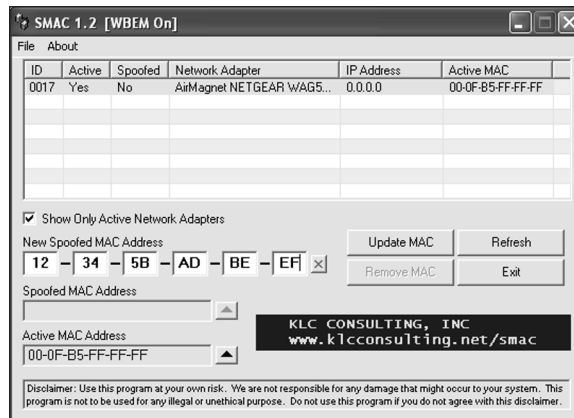 SMAC 1.2 [WBEM On]
File About
ID Active Spoofed Network Adapter IP Address Active MAC
0017 Yes No AirMagnet NETGEAR WAG5... 0.0.0.0 00-0F-B5-FF-FF-FF
Show Only Active Network Adapters
New Spoofed MAC Address
12 - 34 - 5B - AD - BE - EF
Update MAC Refresh
Remove MAC Exit
Spoofed MAC Address
KLC CONSULTING, INC
www.klcconsulting.net/smac
Active MAC Address
00-0F-B5-FF-FF-FF
Disclaimer: Use this program at your own risk. We are not responsible for any damage that might occur to your system. This
program is not to be used for any illegal or unethical purpose. Do not use this program if you do not agree with this disclaimer.